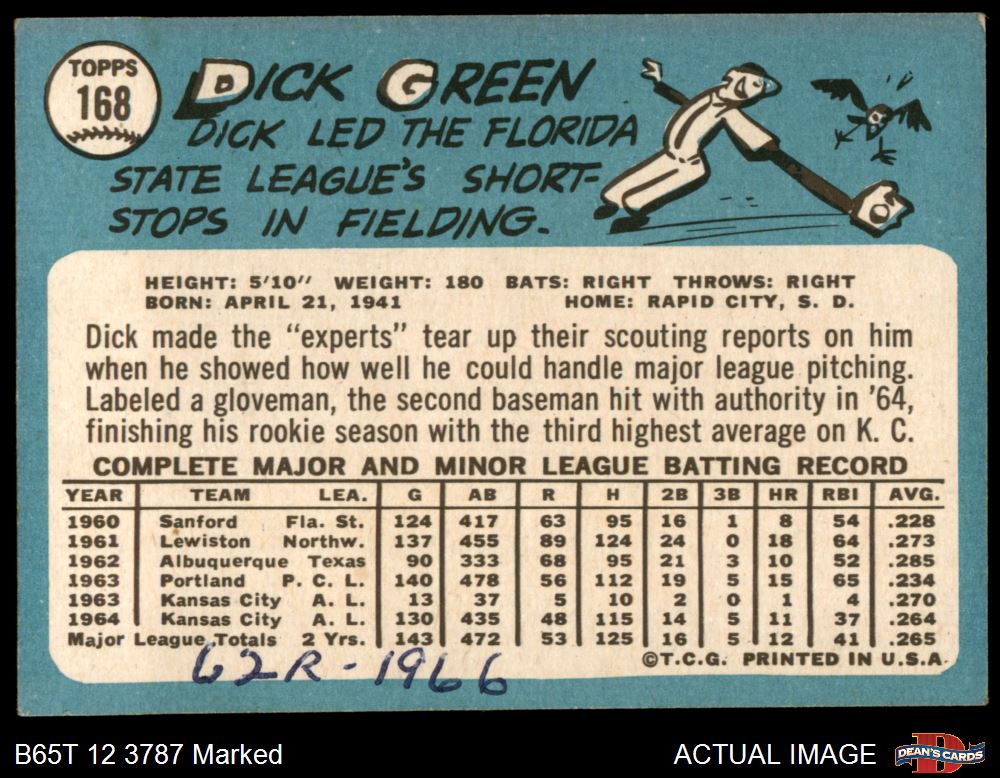 TOPPS
168
DICK GREEN
DICK LED THE FLORIDA
STATE LEAGUE'S SHORT-
STOPS IN FIELDING.
HEIGHT: 5'10" WEIGHT: 180 BATS: RIGHT THROWS: RIGHT
BORN: APRIL 21, 1941 HOME: RAPID CITY, S. D.
Dick made the "experts" tear up their scouting reports on him
when he showed how well he could handle major league pitching.
Labeled a gloveman, the second baseman hit with authority in '64,
finishing his rookie season with the third highest average on K. C.
COMPLETE MAJOR AND MINOR LEAGUE BATTING RECORD
YEAR TEAM LEA. G AB R H 2B 3B HR RBI AVG.
1960 Sanford Fla. St. 124 417 63 95 16 1 8 54 .228
1961 Lewiston Northw. 137 455 89 124 24 0 18 64 .273
1962 Albuquerque Texas 90 333 68 95 21 3 10 52 .285
1963 Portland P. C. L. 140 478 56 112 19 5 15 65 .234
1963 Kansas City A. L. 13 37 5 10 2 0 1 4 .270
1964 Kansas City A. L. 130 435 48 115 14 5 11 37 .264
Major League Totals 2 Yrs. 143 472 53 125 16 5 12 41 .265
62R-1966
©T.C.G. PRINTED IN U.S.A.
B65T 12 3787 Marked
ACTUAL IMAGE
DEAN'S CARDS